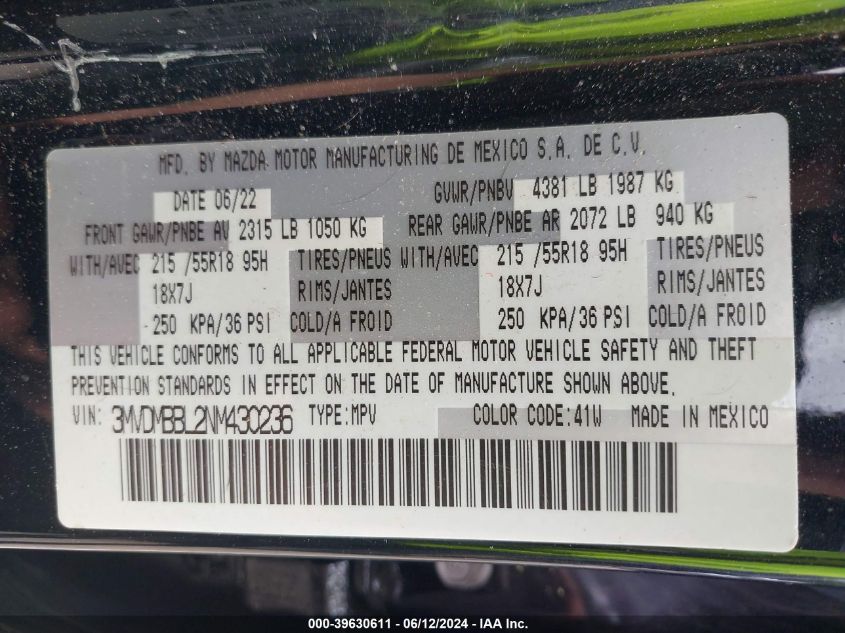 MFD. BY MAZDA MOTOR MANUFACTURING DE MEXICO S.A. DE C.V.
DATE 06/22 GVWR/PNBV 4381 LB 1987 KG
FRONT GAWR/PNBE AV 2315 LB 1050 KG REAR GAWR/PNBE AR 2072 LB 940 KG
WITH/AVEC 215 /55R18 95H TIRES/PNEUS WITH/AVEC 215 /55R18 95H TIRES/PNEUS
18X7J RIMS/JANTES 18X7J RIMS/JANTES
250 KPA/36 PSI COLD/A FROID 250 KPA/36 PSI COLD/A FROID
THIS VEHICLE CONFORMS TO ALL APPLICABLE FEDERAL MOTOR VEHICLE SAFETY AND THEFT
PREVENTION STANDARDS IN EFFECT ON THE DATE OF MANUFACTURE SHOWN ABOVE.
VIN: 3MVDMBBL2NM430236 TYPE:MPV COLOR CODE:41W MADE IN MEXICO
000-39630611 - 06/12/2024 - IAA Inc.